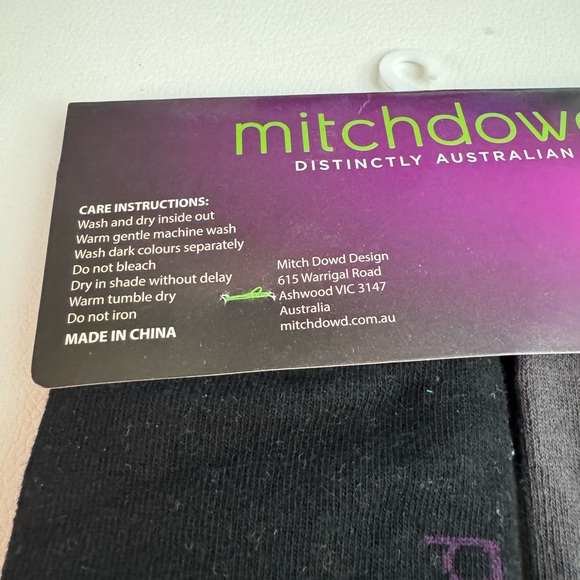 mitchdowd
DISTINCTLY AUSTRALIAN
CARE INSTRUCTIONS:
Wash and dry inside out
Warm gentle machine wash
Wash dark colours separately
Do not bleach
Dry in shade without delay
Warm tumble dry
Do not iron
MADE IN CHINA
Mitch Dowd Design
615 Warrigal Road
Ashwood VIC 3147
Australia
mitchdowd.com.au